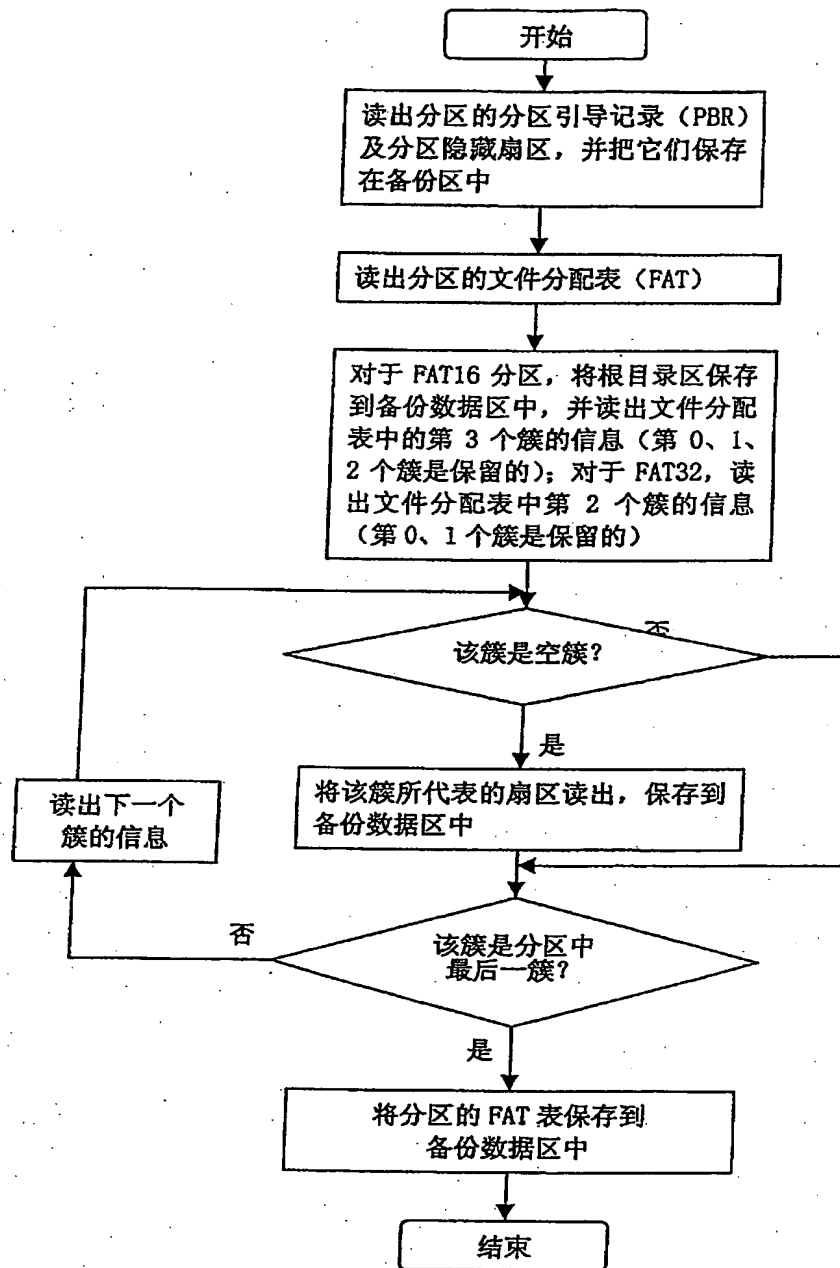 开始
读出分区的分区引导记录（PBR）
及分区隐藏扇区，并把它们保存
在备份区中
读出分区的文件分配表（FAT）
对于 FAT16 分区，将根目录区保存
到备份数据区中，并读出文件分配
表中的第 3 个簇的信息（第 0、1、
2 个簇是保留的）；对于 FAT32，读
出文件分配表中第 2 个簇的信息
（第 0、1 个簇是保留的）
否
该簇是空簇？
是
将该簇所代表的扇区读出，保存到
备份数据区中
读出下一个
簇的信息
否
该簇是分区中
最后一簇？
是
将分区的 FAT 表保存到
备份数据区中
结束